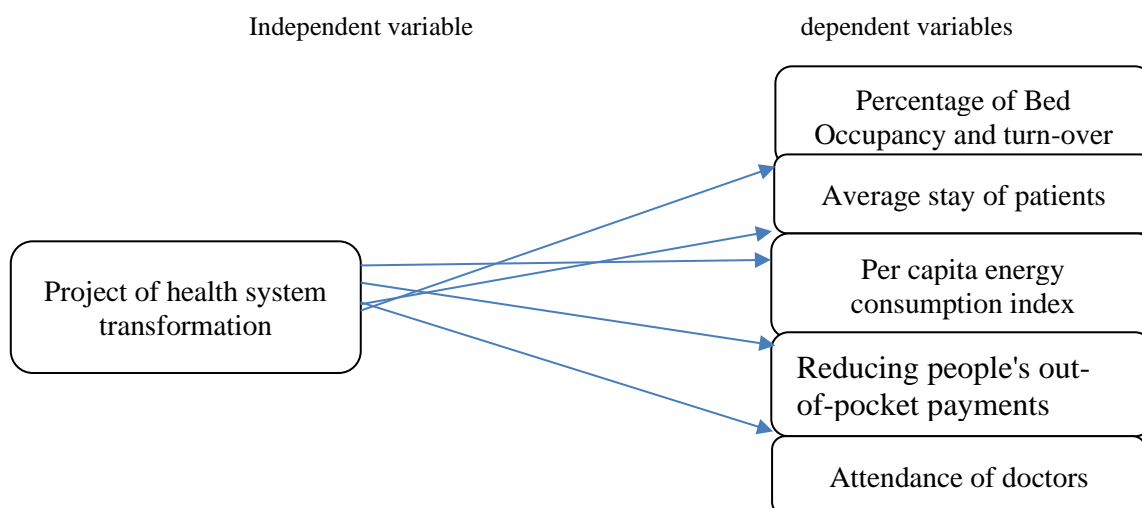 Independent variable
dependent variables
Percentage of Bed
Occupancy and turn-over
Average stay of patients
Project of health system
transformation
Per capita energy
consumption index
Reducing people's out-
of-pocket payments
Attendance of doctors